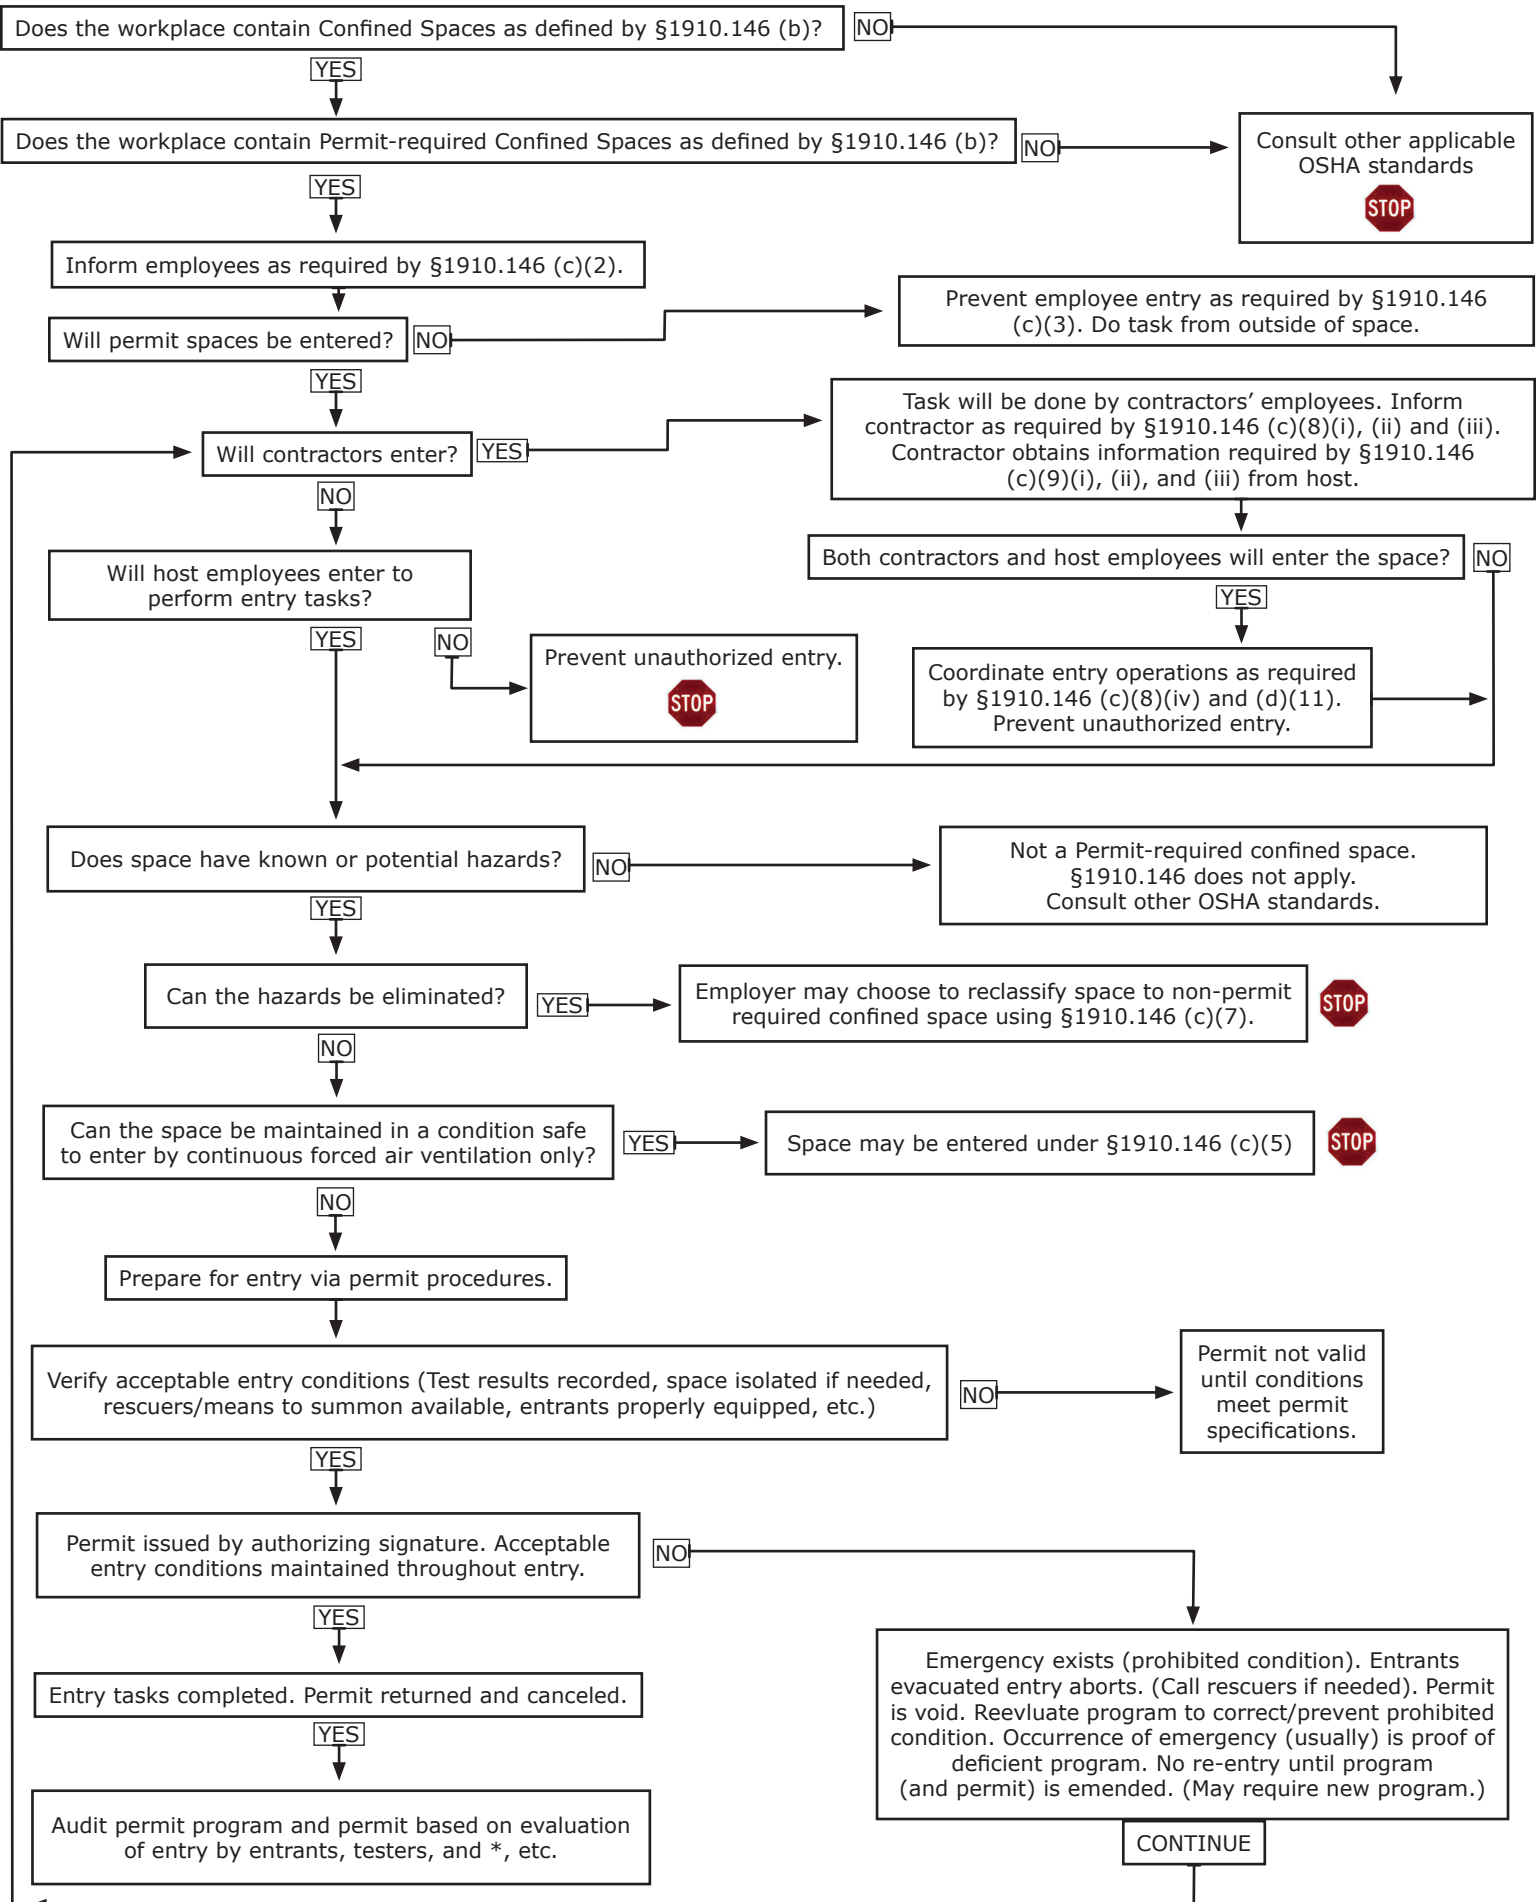 Does the workplace contain Confined Spaces as defined by §1910.146 (b)?
NO
YES
Does the workplace contain Permit-required Confined Spaces as defined by §1910.146 (b)?
NO
Consult other applicable
OSHA standards
STOP
YES
Inform employees as required by §1910.146 (c)(2).
Will permit spaces be entered?
NO
Prevent employee entry as required by §1910.146
(c)(3). Do task from outside of space.
YES
Will contractors enter?
YES
Task will be done by contractors’ employees. Inform
contractor as required by §1910.146 (c)(8)(i), (ii) and (iii).
Contractor obtains information required by §1910.146
(c)(9)(i), (ii), and (iii) from host.
NO
Both contractors and host employees will enter the space?
NO
YES
Will host employees enter to
perform entry tasks?
YES
NO
Prevent unauthorized entry.
STOP
Coordinate entry operations as required
by §1910.146 (c)(8)(iv) and (d)(11).
Prevent unauthorized entry.
Does space have known or potential hazards?
NO
Not a Permit-required confined space.
§1910.146 does not apply.
Consult other OSHA standards.
YES
Can the hazards be eliminated?
YES
Employer may choose to reclassify space to non-permit
required confined space using §1910.146 (c)(7).
STOP
NO
Can the space be maintained in a condition safe
to enter by continuous forced air ventilation only?
YES
Space may be entered under §1910.146 (c)(5)
STOP
NO
Prepare for entry via permit procedures.
Verify acceptable entry conditions (Test results recorded, space isolated if needed,
rescuers/means to summon available, entrants properly equipped, etc.)
NO
Permit not valid
until conditions
meet permit
specifications.
YES
Permit issued by authorizing signature. Acceptable
entry conditions maintained throughout entry.
NO
YES
Emergency exists (prohibited condition). Entrants
evacuated entry aborts. (Call rescuers if needed). Permit
is void. Reevluate program to correct/prevent prohibited
condition. Occurrence of emergency (usually) is proof of
deficient program. No re-entry until program
(and permit) is emended. (May require new program.)
Entry tasks completed. Permit returned and canceled.
YES
Audit permit program and permit based on evaluation
of entry by entrants, testers, and *, etc.
CONTINUE